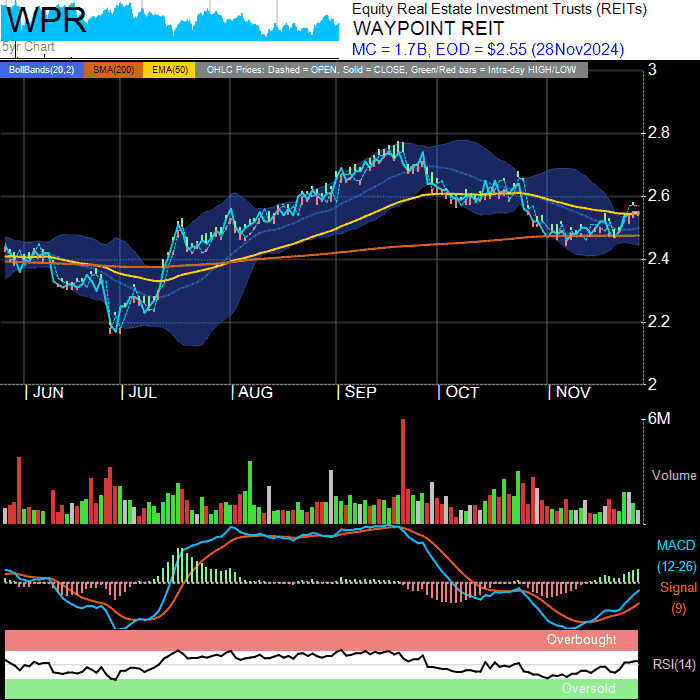 WPR
5yr Chart
Equity Real Estate Investment Trusts (REITs)
WAYPOINT REIT
MC = 1.7B, EOD = $2.55 (28Nov2024)
BollBands(20,2) SMA(200) EMA(50) OHLC Prices: Dashed = OPEN, Solid = CLOSE, Green/Red bars = Intra-day HIGH/LOW
3
2.8
2.6
2.4
2.2
2
JUN JUL AUG SEP OCT NOV
6M
Volume
MACD
(12-26)
Signal
(9)
Overbought
RSI(14)
Oversold